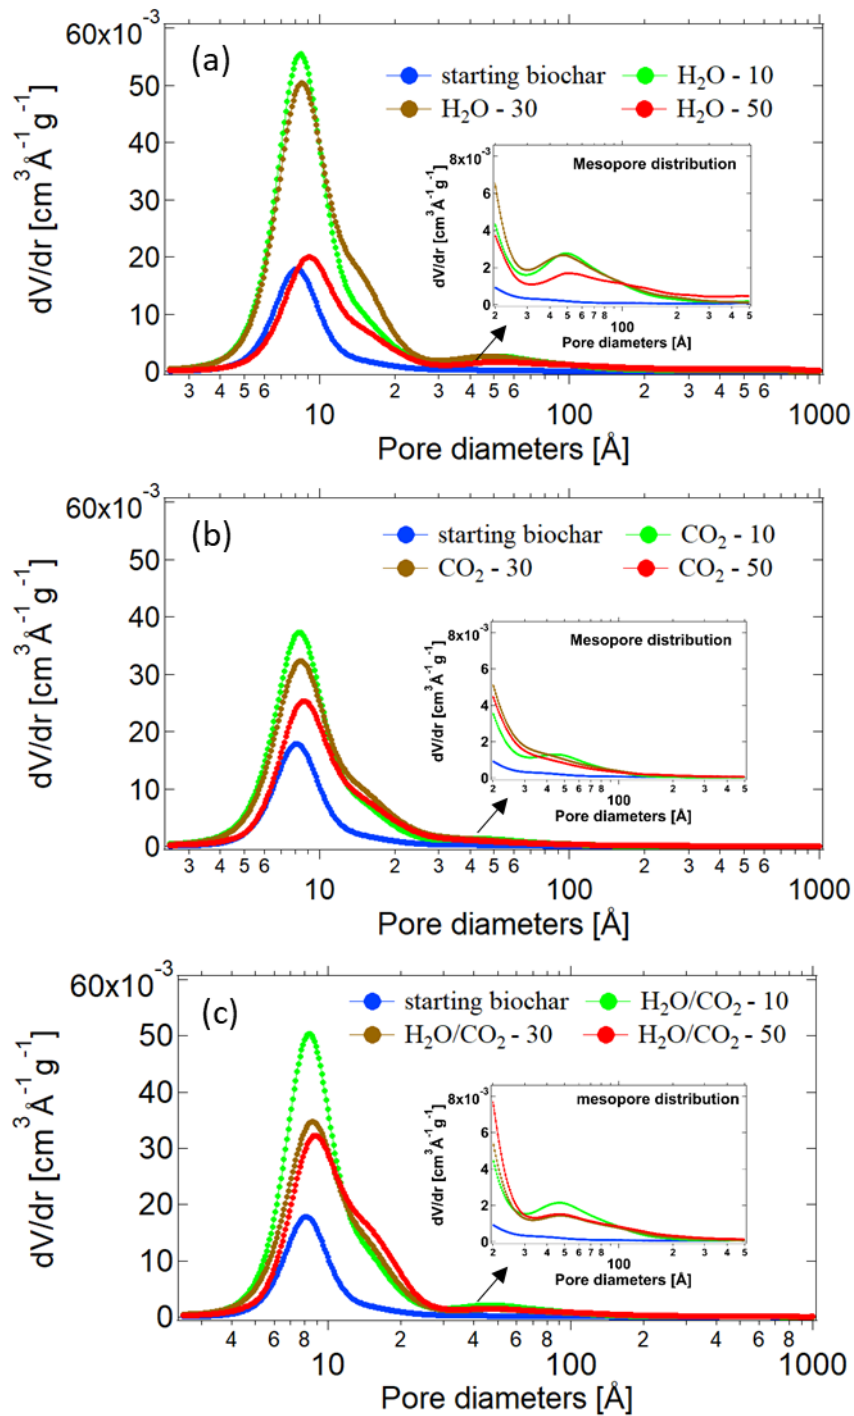 (a)
60x10⁻³
50
40
30
20
10
0
dV/dr [cm³Å⁻¹g⁻¹]
starting biochar
H₂O - 10
H₂O - 30
H₂O - 50
Mesopore distribution
8x10⁻³
6
4
2
0
dV/dr [cm³Å⁻¹g⁻¹]
2 3 4 5 6 7 8 100 2 3 4 5
Pore diameters [Å]
3 4 5 6 10 2 3 4 5 6 100 2 3 4 5 6 1000
Pore diameters [Å]
(b)
60x10⁻³
50
40
30
20
10
0
dV/dr [cm³Å⁻¹g⁻¹]
starting biochar
CO₂ - 10
CO₂ - 30
CO₂ - 50
Mesopore distribution
8x10⁻³
6
4
2
0
dV/dr [cm³Å⁻¹g⁻¹]
2 3 4 5 6 7 8 100 2 3 4 5
Pore diameters [Å]
3 4 5 6 10 2 3 4 5 6 100 2 3 4 5 6 1000
Pore diameters [Å]
(c)
60x10⁻³
50
40
30
20
10
0
dV/dr [cm³Å⁻¹g⁻¹]
starting biochar
H₂O/CO₂ - 10
H₂O/CO₂ - 30
H₂O/CO₂ - 50
mesopore distribution
8x10⁻³
6
4
2
0
dV/dr [cm³Å⁻¹g⁻¹]
2 3 4 5 6 7 8 100 2 3 4 5
Pore diameters [Å]
4 6 8 10 2 4 6 8 100 2 4 6 8 1000
Pore diameters [Å]